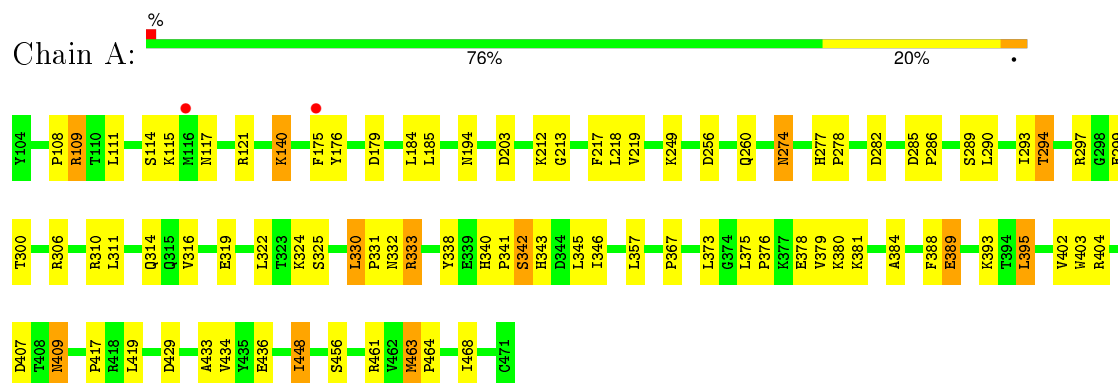 %
Chain A:
76% 20% •
Y104 P108 R109 T110 L111 S114 K115 M116 N117 R121 K140 F175 Y176 D179 L184 L185 N194 D203 K212 G213 F217 L218 V219 K249 D256 Q260 N274 H277 P278 D282 D285 P286 S289 L290 I293 T294 R297 G298 E299
T300 R306 R310 L311 Q314 Q315 V316 E319 L322 T323 K324 S325 L330 P331 N332 R333 Y338 E339 H340 P341 S342 H343 D344 L345 I346 L357 P367 L373 G374 L375 P376 K377 E378 V379 K380 K381 A384 F388 E389 K393 T394 L395 V402 W403 R404
D407 T408 N409 P417 R418 L419 D429 A433 V434 Y435 E436 I448 S456 R461 V462 M463 P464 I468 C471